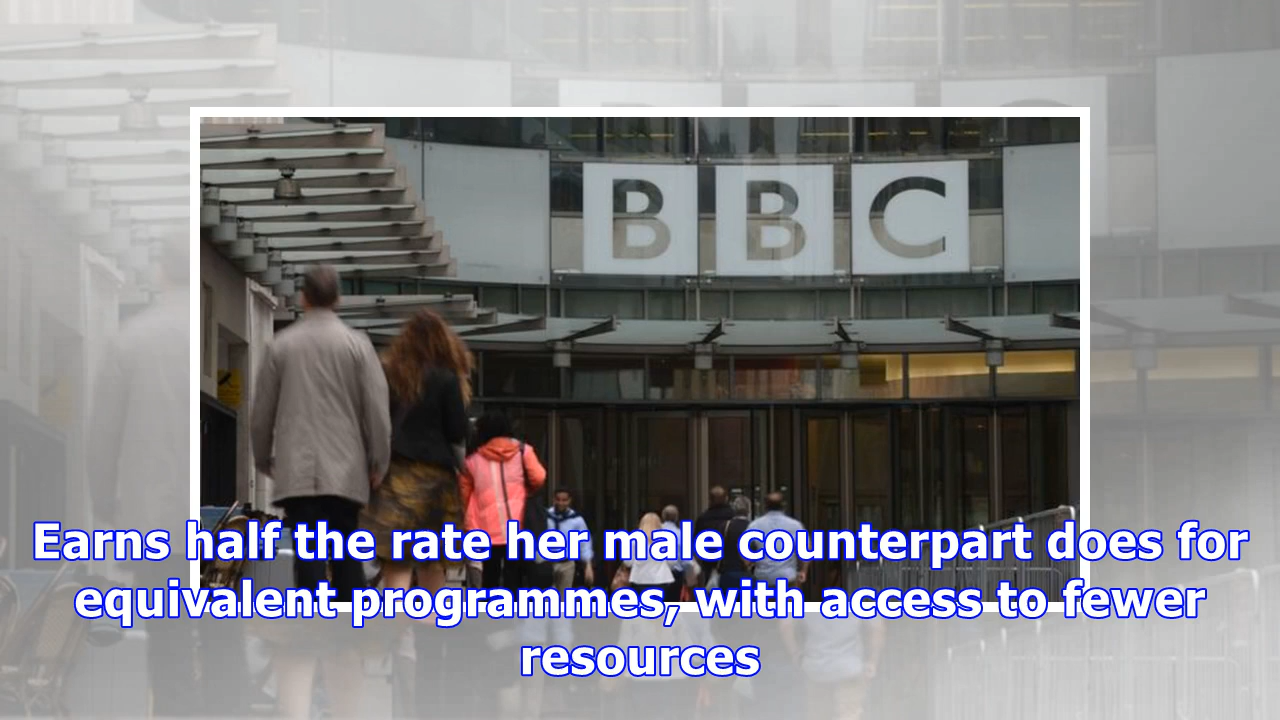 BBC
Earns half the rate her male counterpart does for
equivalent programmes, with access to fewer
resources